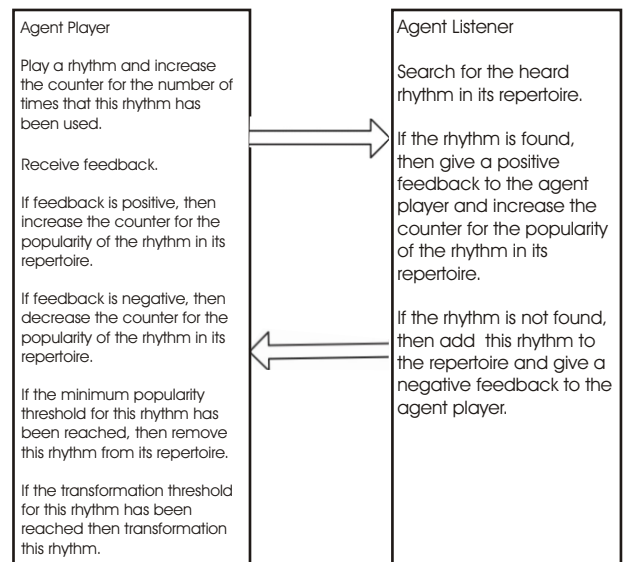 Agent Player
Play a rhythm and increase
the counter for the number of
times that this rhythm has
been used.
Receive feedback.
If feedback is positive, then
increase the counter for the
popularity of the rhythm in its
repertoire.
If feedback is negative, then
decrease the counter for the
popularity of the rhythm in its
repertoire.
If the minimum popularity
threshold for this rhythm has
been reached, then remove
this rhythm from its repertoire.
If the transformation threshold
for this rhythm has been
reached then transformation
this rhythm.
Agent Listener
Search for the heard
rhythm in its repertoire.
If the rhythm is found,
then give a positive
feedback to the agent
player and increase the
counter for the popularity
of the rhythm in its
repertoire.
If the rhythm is not found,
then add this rhythm to
the repertoire and give a
negative feedback to the
agent player.